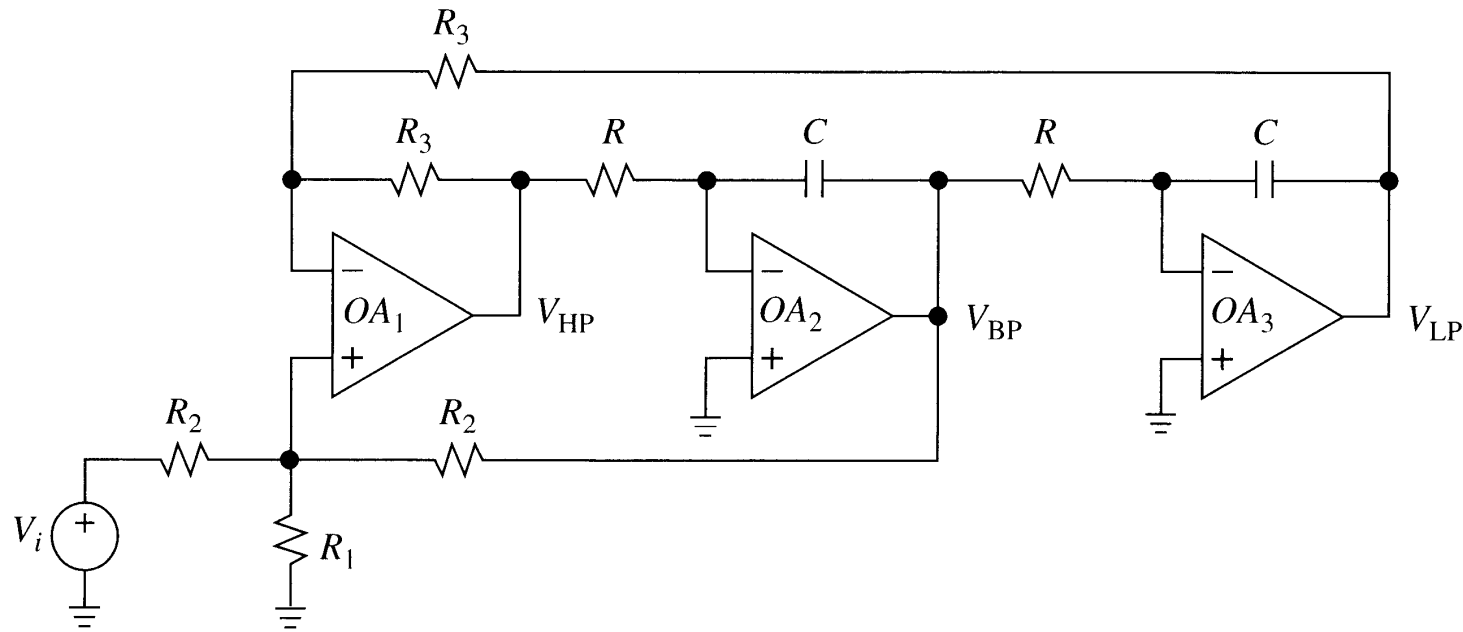 R3
R3
R
C
R
C
−
−
−
OA1
VHP
OA2
VBP
OA3
VLP
+
+
+
R2
R2
Vi
+
R1